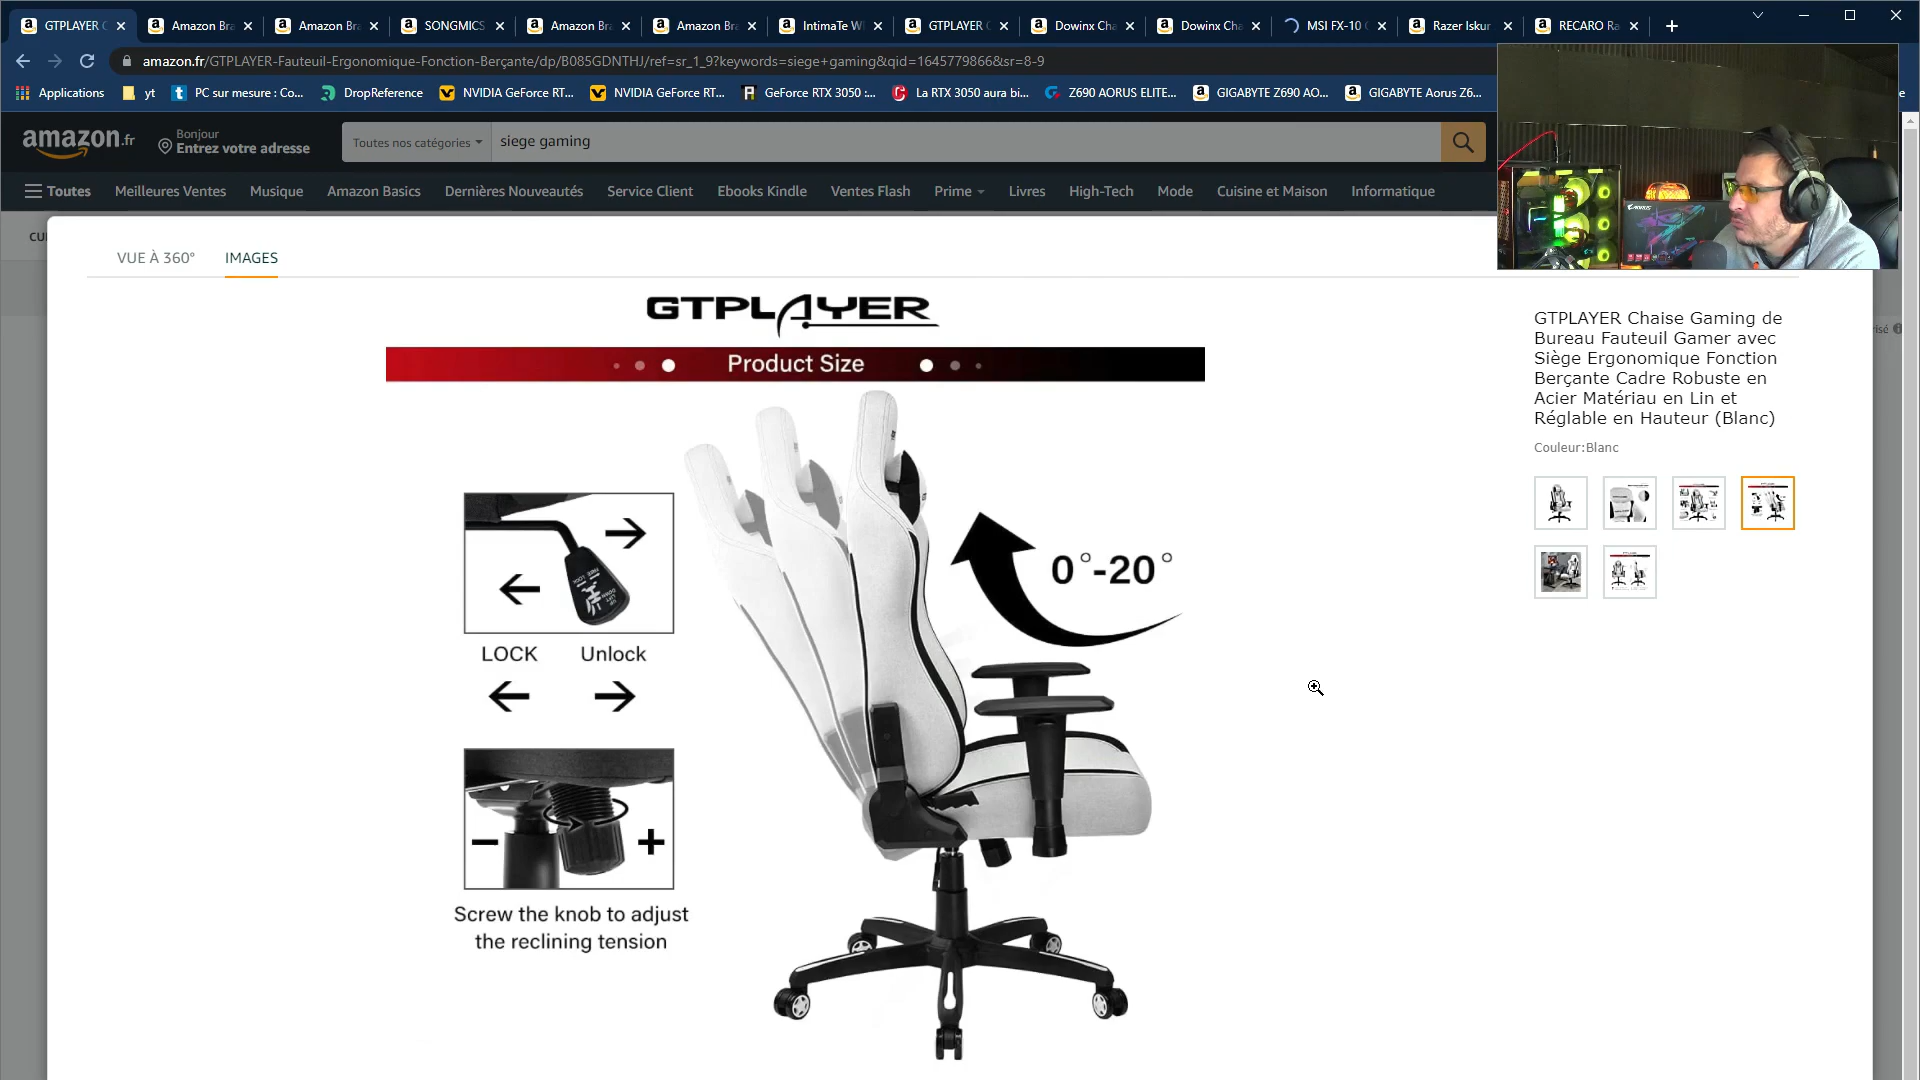 GTPLAYER C
Amazon Bra
Amazon Bra
SONGMICS
Amazon Bra
Amazon Bra
IntimaTe W
GTPLAYER C
Dowinx Cha
Dowinx Cha
MSI FX-10
Razer Iskur
RECARO Ra
amazon.fr/GTPLAYER-Fauteuil-Ergonomique-Fonction-Berçante/dp/B085GDNTHJ/ref=sr_1_9?keywords=siege+gaming&qid=1645779866&sr=8-9
Applications
yt
PC sur mesure : Co...
DropReference
NVIDIA GeForce RT...
NVIDIA GeForce RT...
GeForce RTX 3050 :...
La RTX 3050 aura bi...
Z690 AORUS ELITE...
GIGABYTE Z690 AO...
GIGABYTE Aorus Z6...
amazon.fr
Bonjour
Entrez votre adresse
Toutes nos catégories
siege gaming
Toutes
Meilleures Ventes
Musique
Amazon Basics
Dernières Nouveautés
Service Client
Ebooks Kindle
Ventes Flash
Prime
Livres
High-Tech
Mode
Cuisine et Maison
Informatique
AORUS
VUE À 360°
IMAGES
GTPLAYER
Product Size
0°-20°
LOCK
Unlock
Screw the knob to adjust
the reclining tension
GTPLAYER Chaise Gaming de
Bureau Fauteuil Gamer avec
Siège Ergonomique Fonction
Berçante Cadre Robuste en
Acier Matériau en Lin et
Réglable en Hauteur (Blanc)
Couleur:Blanc